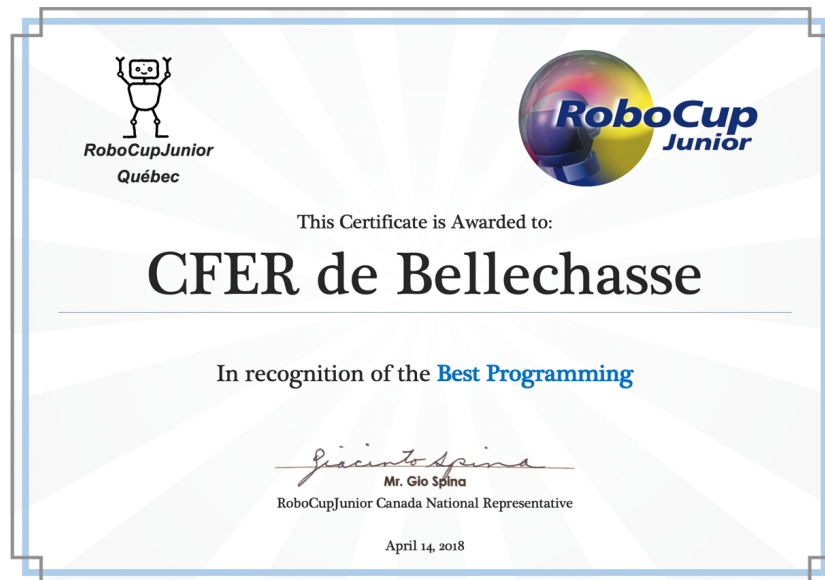 RoboCupJunior
Québec
RoboCup
Junior
This Certificate is Awarded to:
CFER de Bellechasse
In recognition of the Best Programming
Giacinto Spina
Mr. Gio Spina
RoboCupJunior Canada National Representative
April 14, 2018